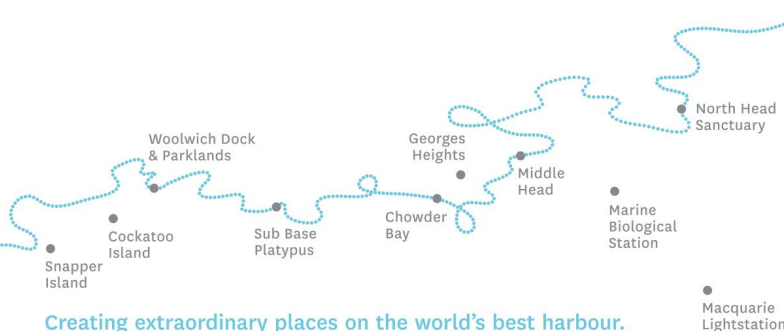 North Head
Sanctuary
Woolwich Dock
& Parklands
Georges
Heights
Middle
Head
Marine
Biological
Station
Chowder
Bay
Sub Base
Platypus
Cockatoo
Island
Snapper
Island
Macquarie
Lightstation
Creating extraordinary places on the world’s best harbour.